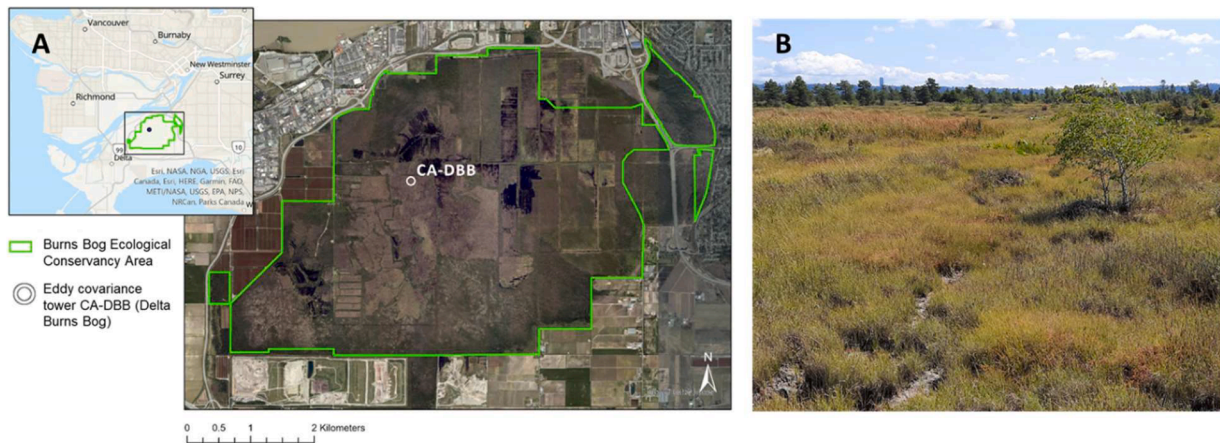 A
Vancouver
Burnaby
New Westminster
Surrey
Richmond
99
Delta
10
Esri, NASA, NGA, USGS, Esri
Canada, Esri, HERE, Garmin, FAO,
METI/NASA, USGS, EPA, NPS,
NRCan, Parks Canada
CA-DBB
Burns Bog Ecological
Conservancy Area
Eddy covariance
tower CA-DBB (Delta
Burns Bog)
N
0 0.5 1 2 Kilometers
B